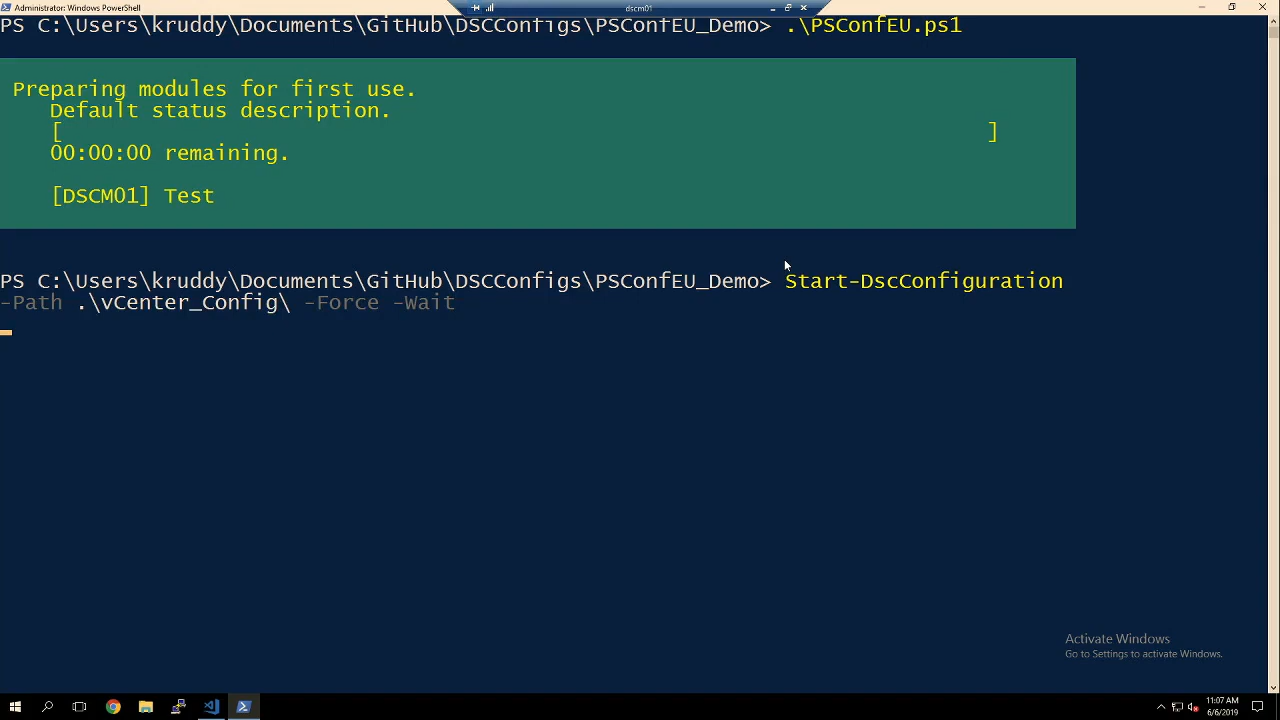 Administrator: Windows PowerShell
dscm01
PS C:\Users\kruddy\Documents\GitHub\DSCConfigs\PSConfEU_Demo> .\PSConfEU.ps1
Preparing modules for first use.
Default status description.
[ ]
00:00:00 remaining.
[DSCM01] Test
PS C:\Users\kruddy\Documents\GitHub\DSCConfigs\PSConfEU_Demo> Start-DscConfiguration
-Path .\vCenter_Config\ -Force -Wait
Activate Windows
Go to Settings to activate Windows.
11:07 AM
6/6/2019